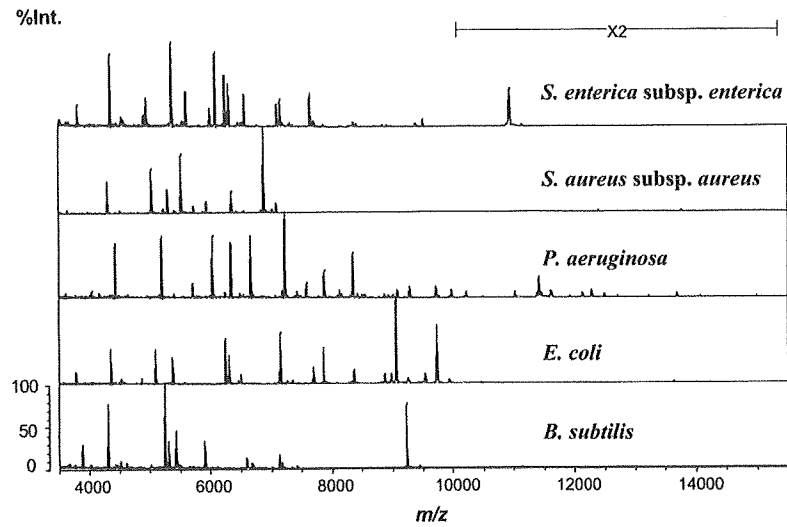 %Int.
X2
S. enterica subsp. enterica
S. aureus subsp. aureus
P. aeruginosa
E. coli
B. subtilis
100
50
0
4000 6000 8000 10000 12000 14000
m/z